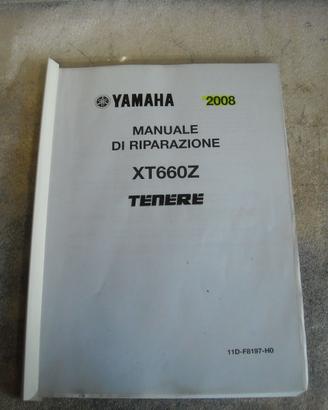 YAMAHA 2008
MANUALE
DI RIPARAZIONE
XT660Z
TENERE
11D-F8197-H0